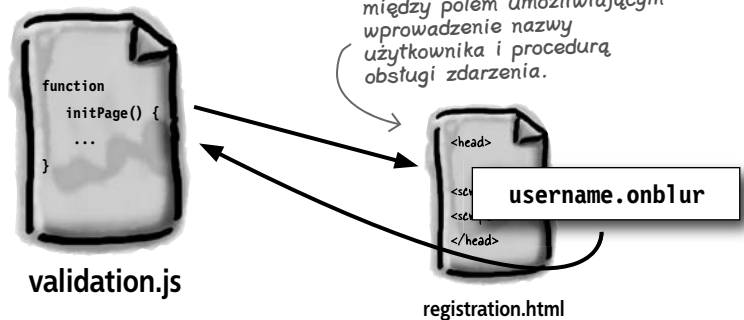 między polem umożliwiającym
wprowadzenie nazwy
użytkownika i procedurą
obsługi zdarzenia.
function
initPage() {
...
}
validation.js
<head>
</head>
username.onblur
registration.html